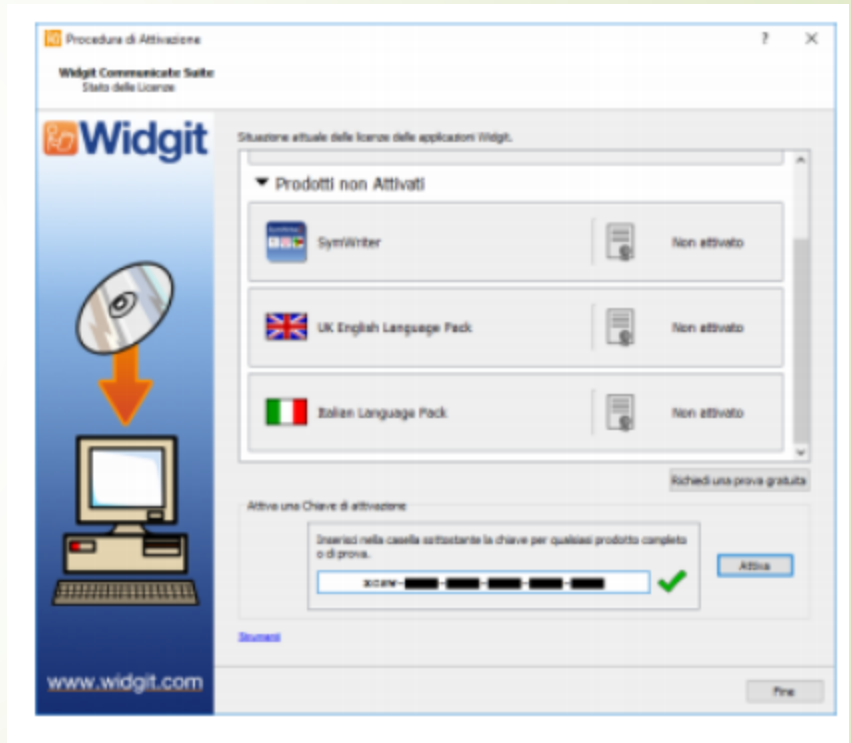 Procedura di Attivazione
Widgit Communicate Suite
Stato delle Licenze
Widgit
Situazione attuale delle licenze delle applicazioni Widgit.
Prodotti non Attivati
SymWriter
Non attivato
UK English Language Pack
Non attivato
Italian Language Pack
Non attivato
Richiedi una prova gratuita
Attiva una Chiave di attivazione
Inserisci nella casella sottostante la chiave per qualsiasi prodotto completo
o di prova.
Attiva
Strumenti
www.widgit.com
Fine